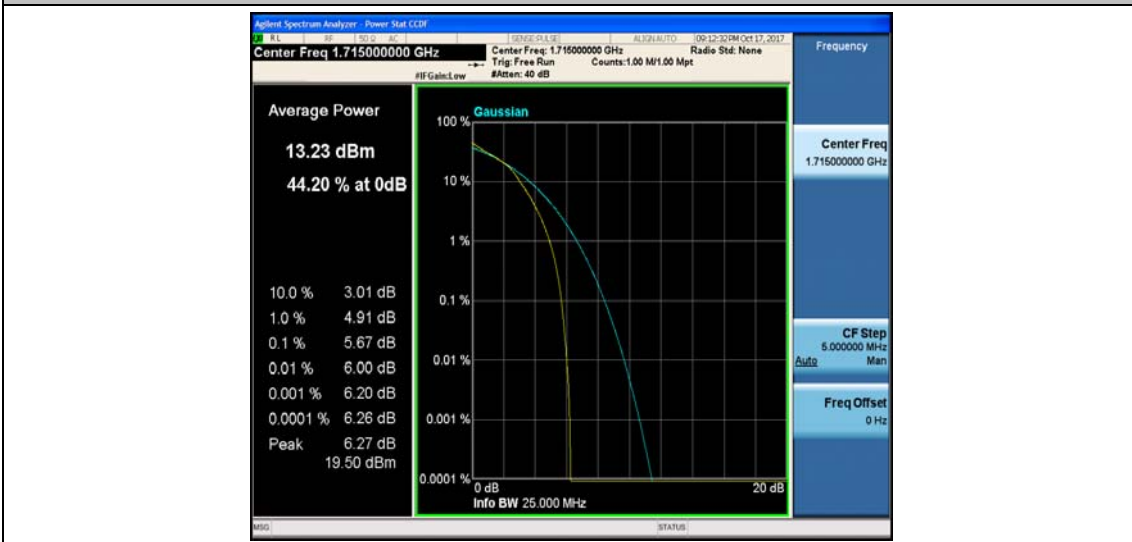 Agilent Spectrum Analyzer - Power Stat CCDF
RL RF 50 Ω AC SENSE:PULSE ALIGN AUTO 09:12:32 PM Oct 17, 2017
Center Freq 1.715000000 GHz
Center Freq: 1.715000000 GHz Radio Std: None
Trig: Free Run Counts:1.00 M/1.00 Mpt
#IFGain:Low #Atten: 40 dB
Frequency
Average Power
13.23 dBm
44.20 % at 0dB
10.0 % 3.01 dB
1.0 % 4.91 dB
0.1 % 5.67 dB
0.01 % 6.00 dB
0.001 % 6.20 dB
0.0001 % 6.26 dB
Peak 6.27 dB
19.50 dBm
Gaussian
100 %
10 %
1 %
0.1 %
0.01 %
0.001 %
0.0001 %
0 dB 20 dB
Info BW 25.000 MHz
Center Freq
1.715000000 GHz
CF Step
5.000000 MHz
Auto Man
Freq Offset
0 Hz
MSG STATUS